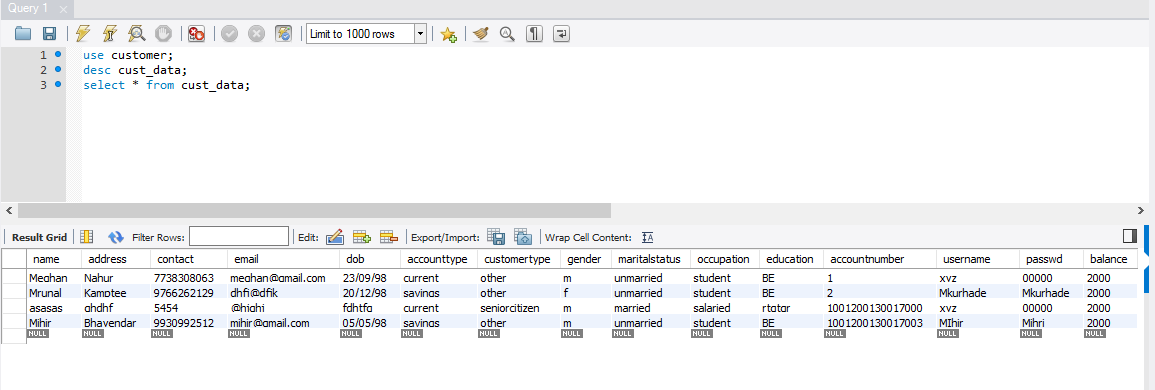 Query 1
Limit to 1000 rows
1 use customer;
2 desc cust_data;
3 select * from cust_data;
Result Grid Filter Rows: Edit: Export/Import: Wrap Cell Content: IA
name address contact email dob accounttype customertype gender maritalstatus occupation education accountnumber username passwd balance
Meghan Nahur 7738308063 meghan@gmail.com 23/09/98 current other m unmarried student BE 1 xyz 00000 2000
Mrunal Kamptee 9766262129 dhfj@dfjk 20/12/98 savings other f unmarried student BE 2 Mkurhade Mkurhade 2000
asasas ghdhf 5454 @hjghj fdhtfg current seniorcitizen m married salaried rtgtgr 1001200130017000 xyz 00000 2000
Mihir Bhayendar 9930992512 mihir@gmail.com 05/05/98 savings other m unmarried student BE 1001200130017003 MIhir Mihri 2000
NULL NULL NULL NULL NULL NULL NULL NULL NULL NULL NULL NULL NULL NULL NULL